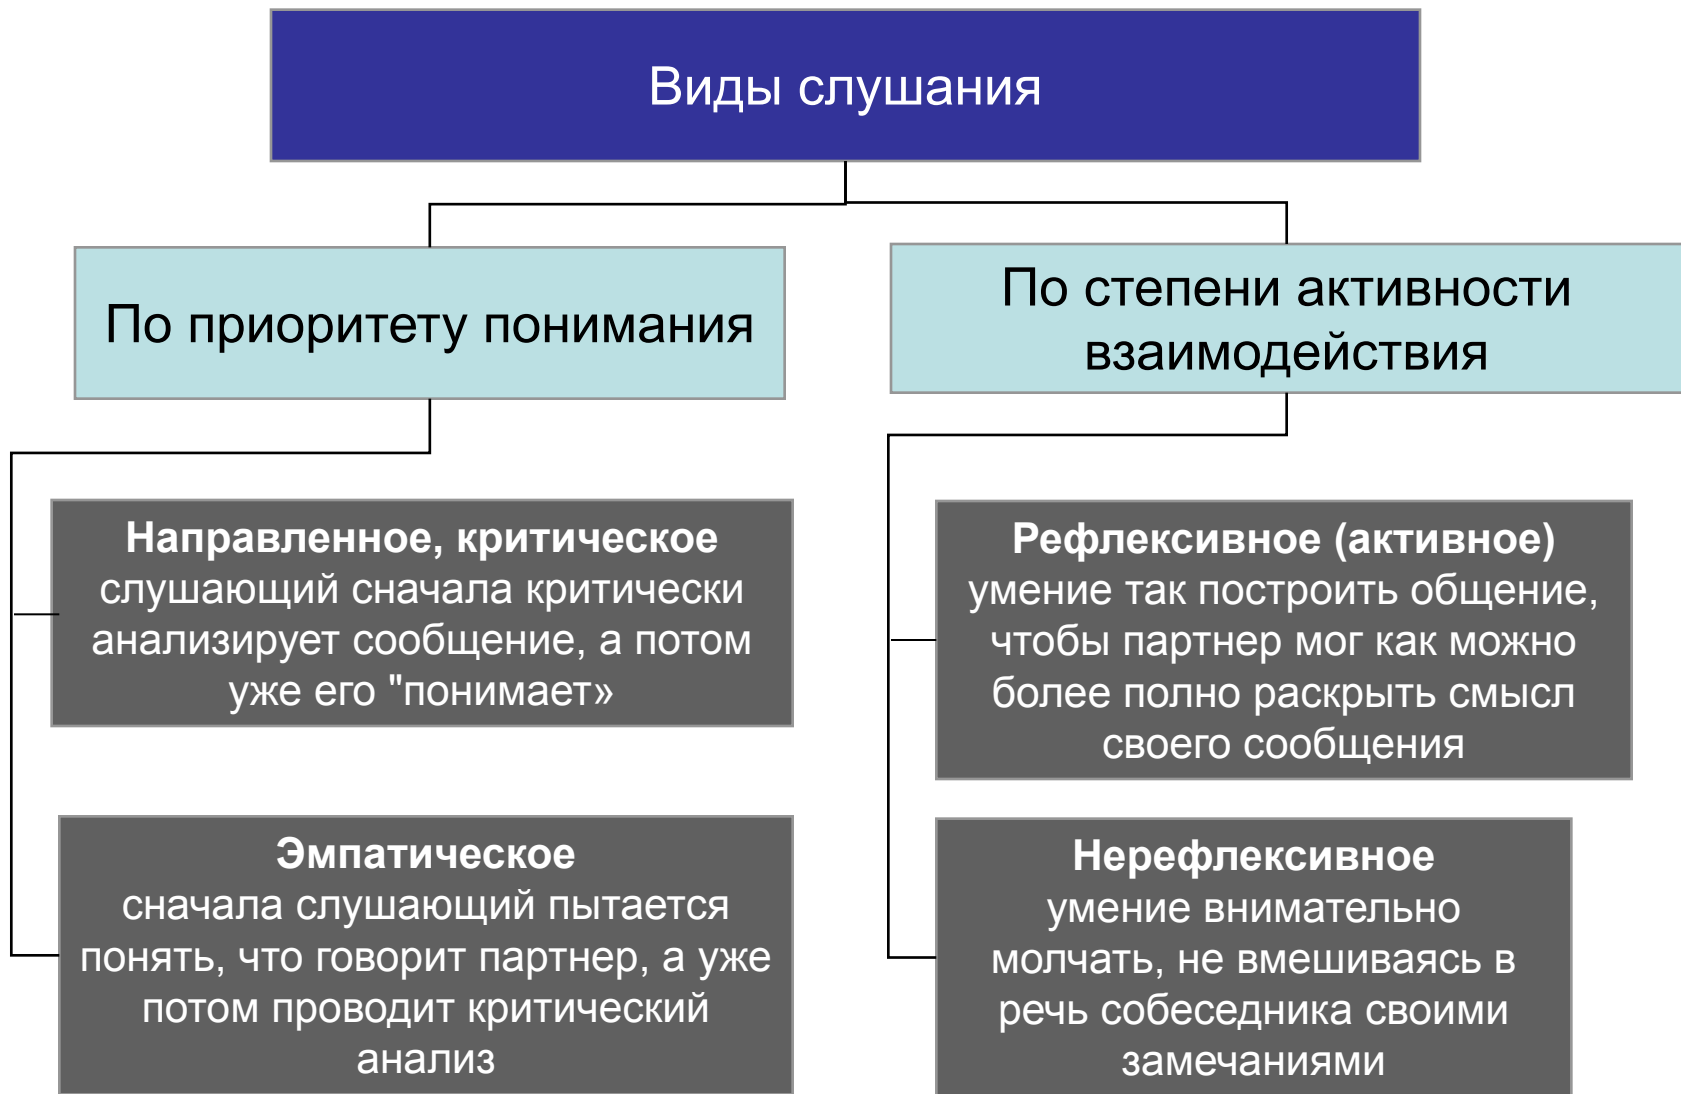 Виды слушания
По приоритету понимания
По степени активности
взаимодействия
Направленное, критическое
слушающий сначала критически
анализирует сообщение, а потом
уже его "понимает»
Эмпатическое
сначала слушающий пытается
понять, что говорит партнер, а уже
потом проводит критический
анализ
Рефлексивное (активное)
умение так построить общение,
чтобы партнер мог как можно
более полно раскрыть смысл
своего сообщения
Нерефлексивное
умение внимательно
молчать, не вмешиваясь в
речь собеседника своими
замечаниями